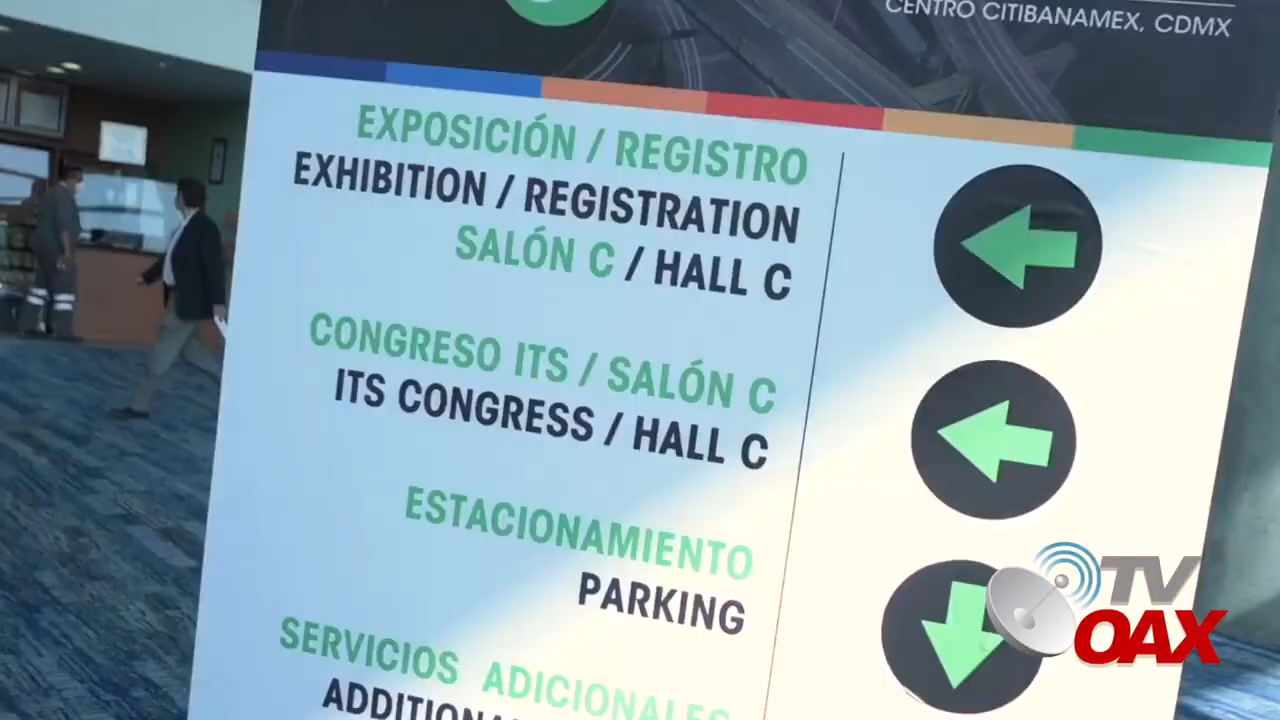 CENTRO CITIBANAMEX, CDMX
EXPOSICIÓN / REGISTRO
EXHIBITION / REGISTRATION
SALÓN C / HALL C
CONGRESO ITS / SALÓN C
ITS CONGRESS / HALL C
ESTACIONAMIENTO
PARKING
SERVICIOS ADICIONALES
TV
OAX